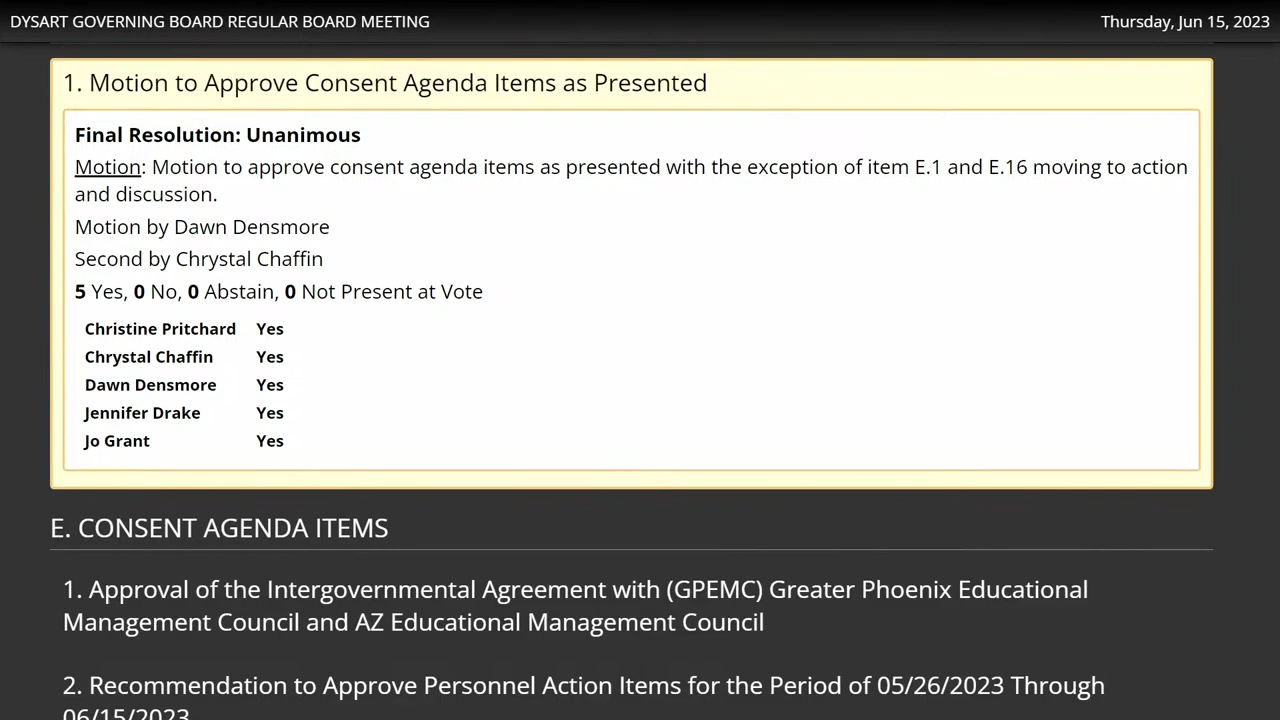 DYSART GOVERNING BOARD REGULAR BOARD MEETING
Thursday, Jun 15, 2023
1. Motion to Approve Consent Agenda Items as Presented
Final Resolution: Unanimous
Motion: Motion to approve consent agenda items as presented with the exception of item E.1 and E.16 moving to action
and discussion.
Motion by Dawn Densmore
Second by Chrystal Chaffin
5 Yes, 0 No, 0 Abstain, 0 Not Present at Vote
Christine Pritchard Yes
Chrystal Chaffin Yes
Dawn Densmore Yes
Jennifer Drake Yes
Jo Grant Yes
E. CONSENT AGENDA ITEMS
1. Approval of the Intergovernmental Agreement with (GPEMC) Greater Phoenix Educational
Management Council and AZ Educational Management Council
2. Recommendation to Approve Personnel Action Items for the Period of 05/26/2023 Through
06/15/2023